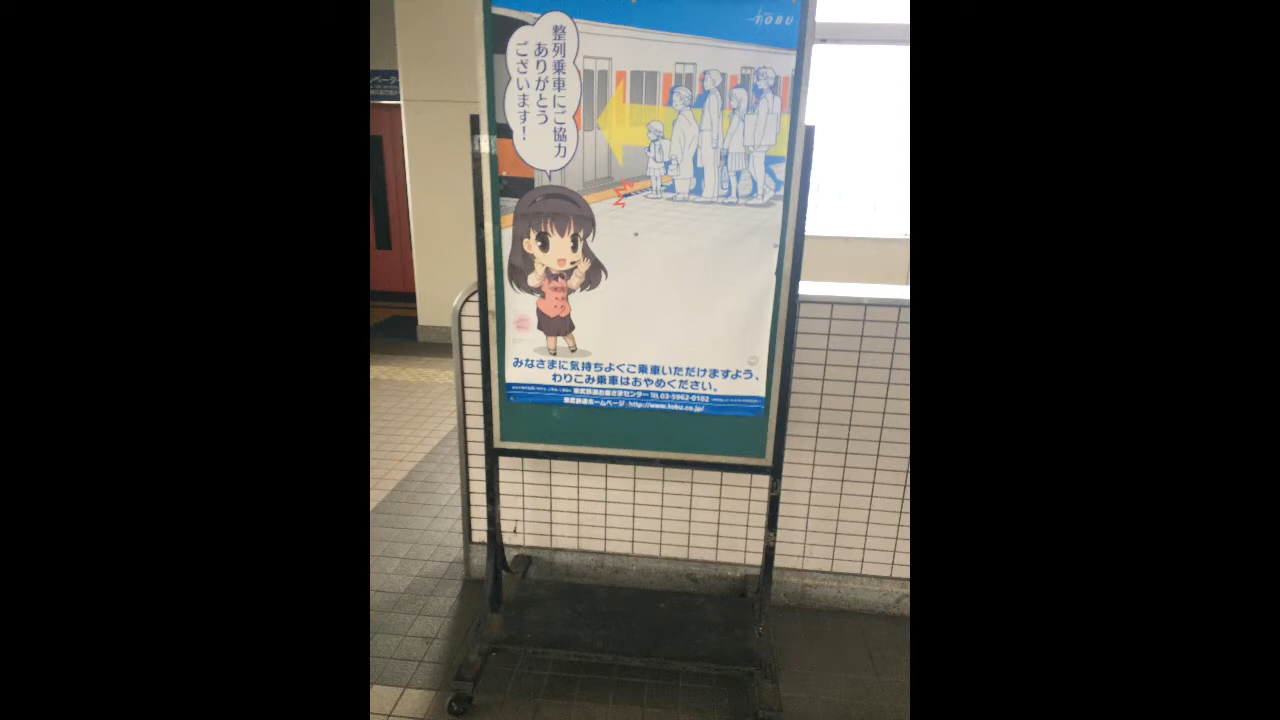 TOBU
整列乗車にご協力
ありがとう
ございます!
みなさまに気持ちよくご乗車いただけますよう、
わりこみ乗車はおやめください。
東武鉄道お客さまセンター TEL 03-5962-0102
東武鉄道ホームページ http://www.tobu.co.jp/